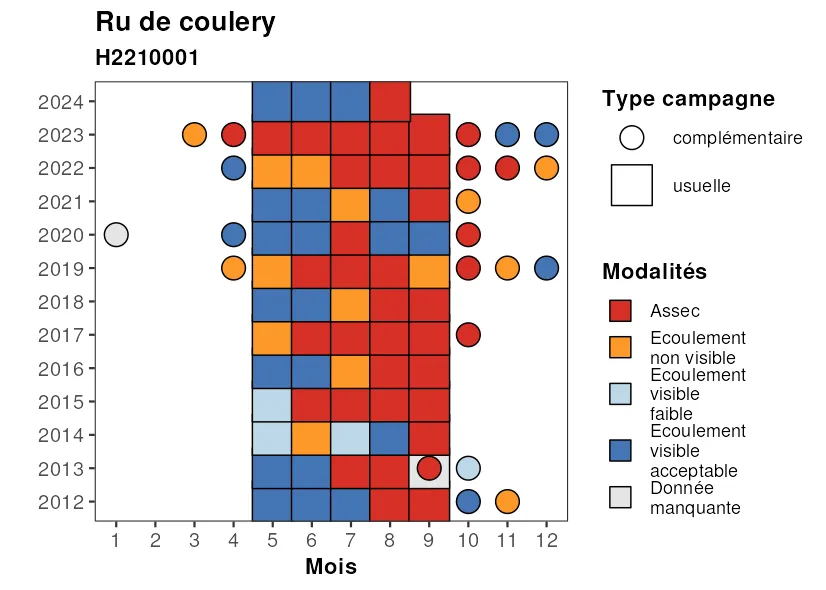 Ru de coulery
H2210001
2024
2023
2022
2021
2020
2019
2018
2017
2016
2015
2014
2013
2012
1 2 3 4 5 6 7 8 9 10 11 12
Mois
Type campagne
complémentaire
usuelle
Modalités
Assec
Ecoulement
non visible
Ecoulement
visible
faible
Ecoulement
visible
acceptable
Donnée
manquante